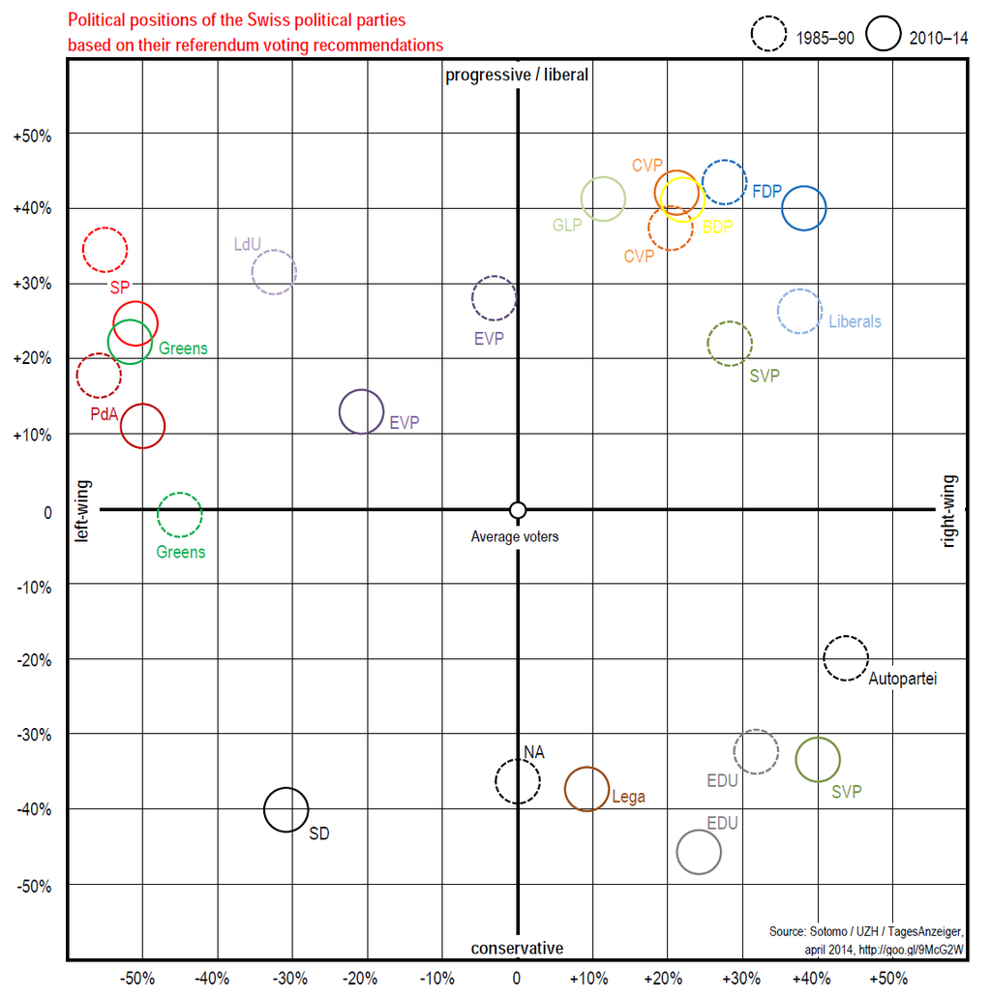 Political positions of the Swiss political parties
based on their referendum voting recommendations
1985–90
2010–14
progressive / liberal
+50%
CVP
FDP
+40%
GLP
BDP
LdU
CVP
+30%
SP
Liberals
EVP
Greens
+20%
SVP
PdA
EVP
+10%
left-wing
right-wing
0
Average voters
Greens
-10%
-20%
Autopartei
-30%
NA
EDU
SVP
Lega
-40%
EDU
SD
-50%
Source: Sotomo / UZH / TagesAnzeiger,
april 2014, http://goo.gl/9McG2W
conservative
-50%
-40%
-30%
-20%
-10%
0
+10%
+20%
+30%
+40%
+50%